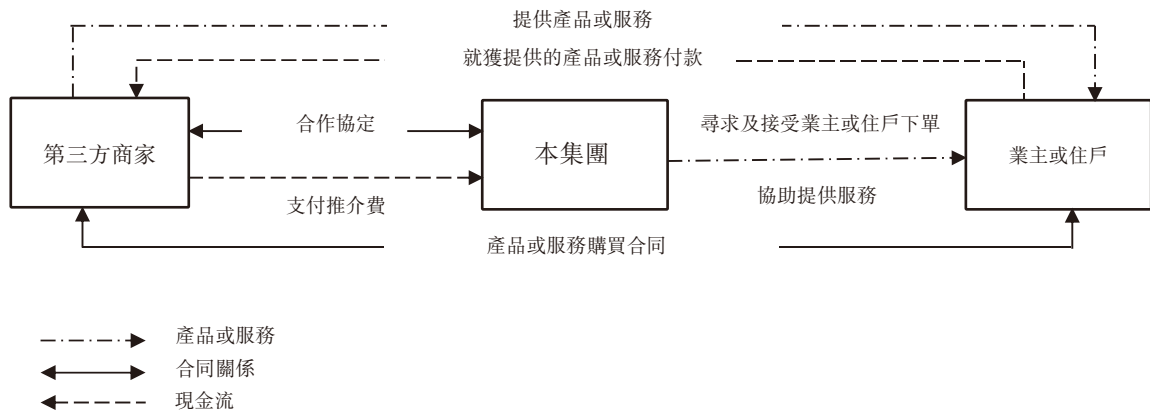 提供產品或服務
就獲提供的產品或服務付款
第三方商家
合作協定
支付推介費
本集團
尋求及接受業主或住戶下單
協助提供服務
業主或住戶
產品或服務購買合同
產品或服務
合同關係
現金流